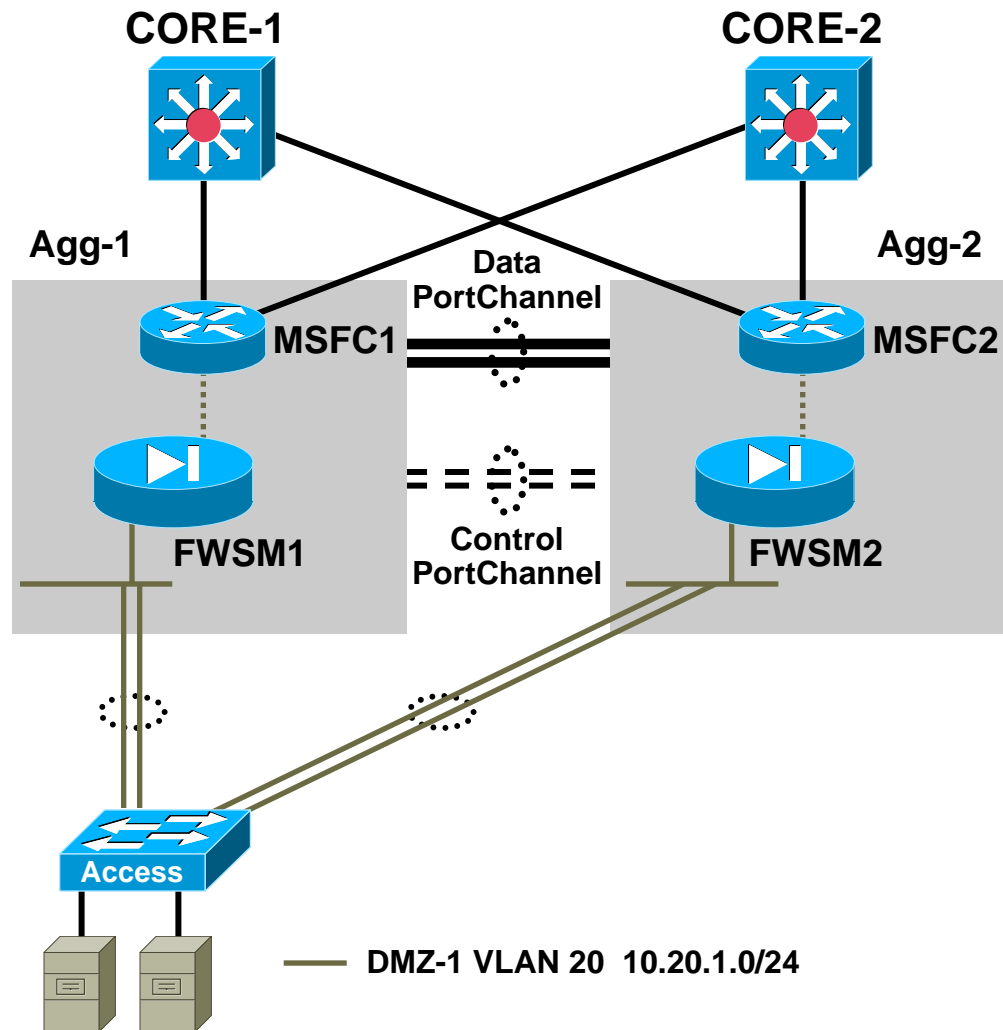 CORE-1
CORE-2
Agg-1
Agg-2
Data
PortChannel
MSFC1
MSFC2
Control
PortChannel
FWSM1
FWSM2
Access
DMZ-1 VLAN 20 10.20.1.0/24